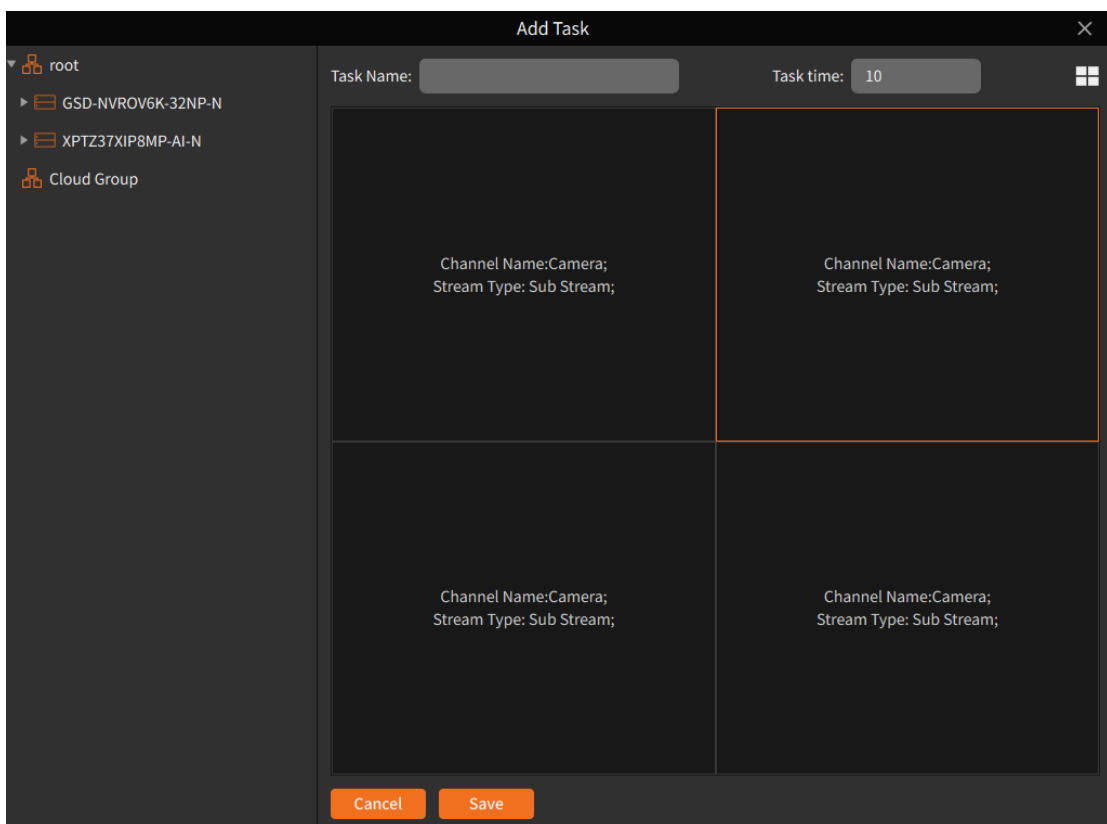 Add Task
root
GSD-NVROV6K-32NP-N
XPTZ37XIP8MP-AI-N
Cloud Group
Task Name:
Task time: 10
Channel Name:Camera;
Stream Type: Sub Stream;
Channel Name:Camera;
Stream Type: Sub Stream;
Channel Name:Camera;
Stream Type: Sub Stream;
Channel Name:Camera;
Stream Type: Sub Stream;
Cancel
Save